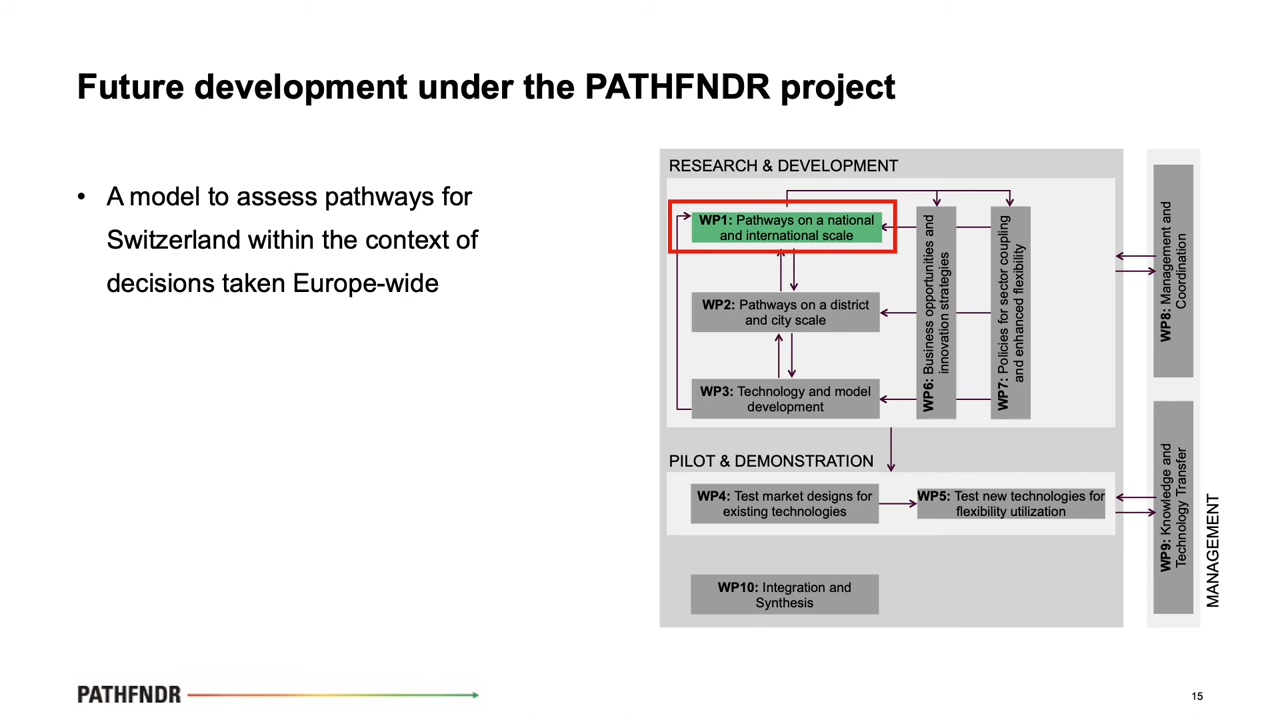 Future development under the PATHFNDR project
• A model to assess pathways for
Switzerland within the context of
decisions taken Europe-wide
RESEARCH & DEVELOPMENT
WP1: Pathways on a national
and international scale
WP2: Pathways on a district
and city scale
WP3: Technology and model
development
WP6: Business opportunities and
innovation strategies
WP7: Policies for sector coupling
and enhanced flexibility
PILOT & DEMONSTRATION
WP4: Test market designs for
existing technologies
WP5: Test new technologies for
flexibility utilization
WP10: Integration and
Synthesis
WP8: Management and
Coordination
WP9: Knowledge and
Technology Transfer
MANAGEMENT
PATHFNDR
15